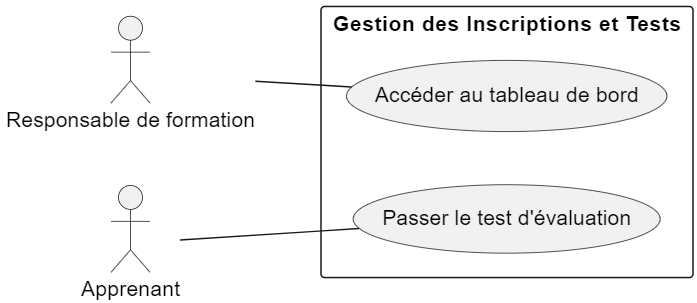 Gestion des Inscriptions et Tests
Accéder au tableau de bord
Responsable de formation
Passer le test d'évaluation
Apprenant